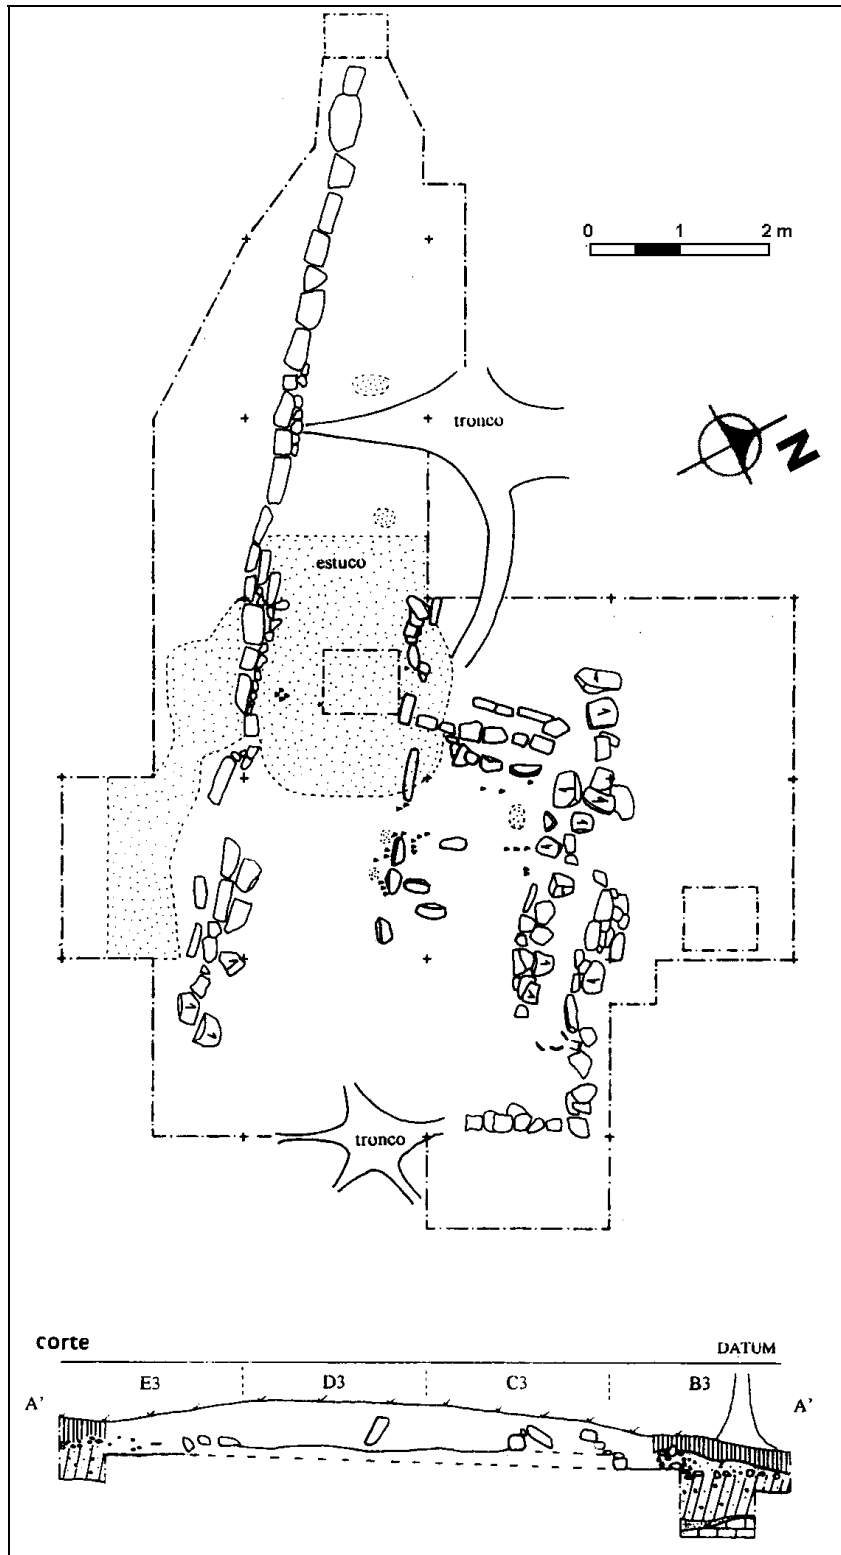 0 1 2 m
tronco
N
estuco
tronco
corte
DATUM
E3 D3 C3 B3
A' A'